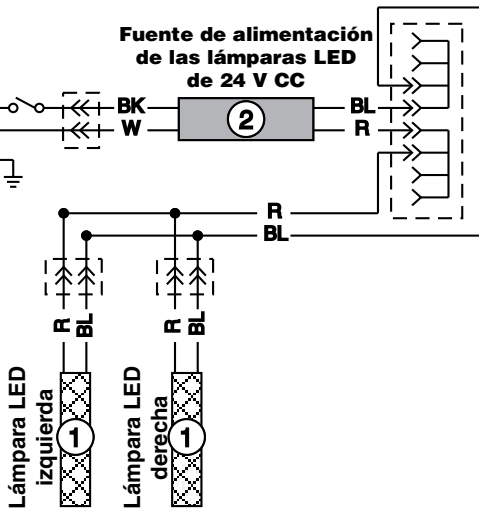 Fuente de alimentación
de las lámparas LED
de 24 V CC
BK
BL
W
R
2
R
BL
R
BL
R
BL
Lámpara LED
izquierda
1
Lámpara LED
derecha
1